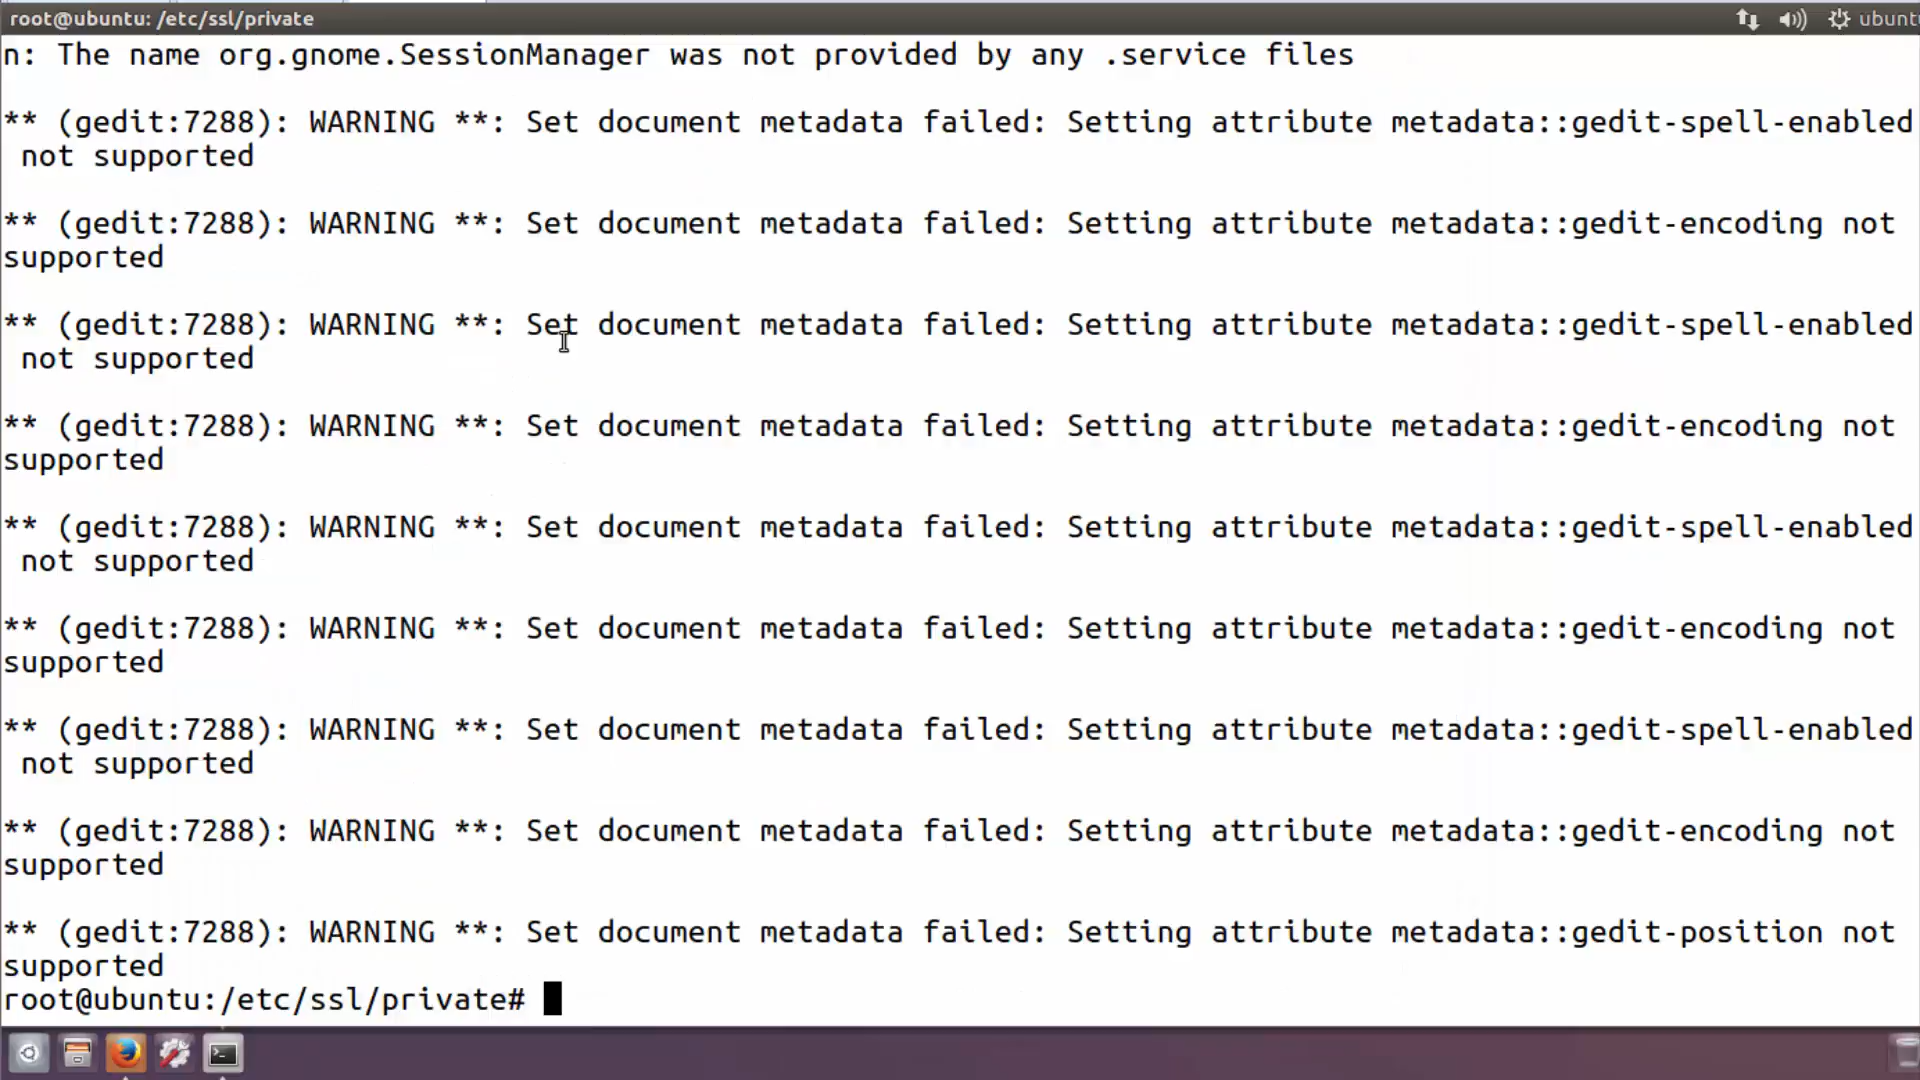 root@ubuntu: /etc/ssl/private
n: The name org.gnome.SessionManager was not provided by any .service files
** (gedit:7288): WARNING **: Set document metadata failed: Setting attribute metadata::gedit-spell-enabled
 not supported
** (gedit:7288): WARNING **: Set document metadata failed: Setting attribute metadata::gedit-encoding not
supported
** (gedit:7288): WARNING **: Set document metadata failed: Setting attribute metadata::gedit-spell-enabled
 not supported
** (gedit:7288): WARNING **: Set document metadata failed: Setting attribute metadata::gedit-encoding not
supported
** (gedit:7288): WARNING **: Set document metadata failed: Setting attribute metadata::gedit-spell-enabled
 not supported
** (gedit:7288): WARNING **: Set document metadata failed: Setting attribute metadata::gedit-encoding not
supported
** (gedit:7288): WARNING **: Set document metadata failed: Setting attribute metadata::gedit-spell-enabled
 not supported
** (gedit:7288): WARNING **: Set document metadata failed: Setting attribute metadata::gedit-encoding not
supported
** (gedit:7288): WARNING **: Set document metadata failed: Setting attribute metadata::gedit-position not
supported
root@ubuntu:/etc/ssl/private#